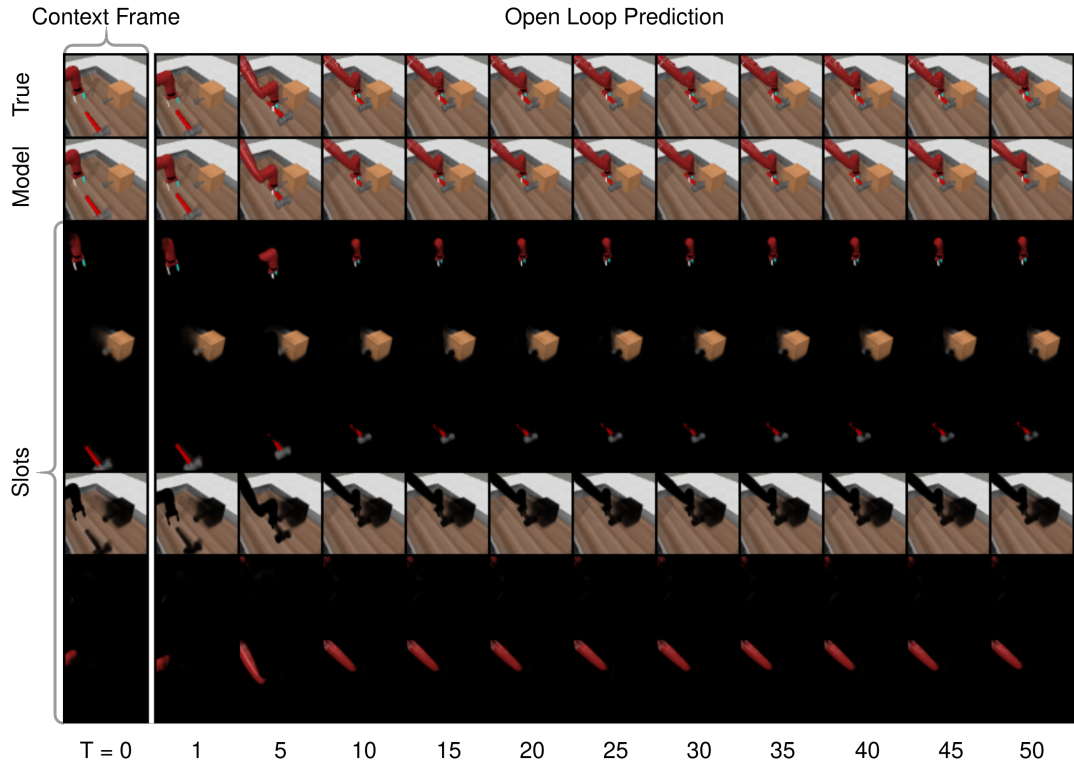 Context Frame
Open Loop Prediction
True
Model
Slots
T = 0 1 5 10 15 20 25 30 35 40 45 50